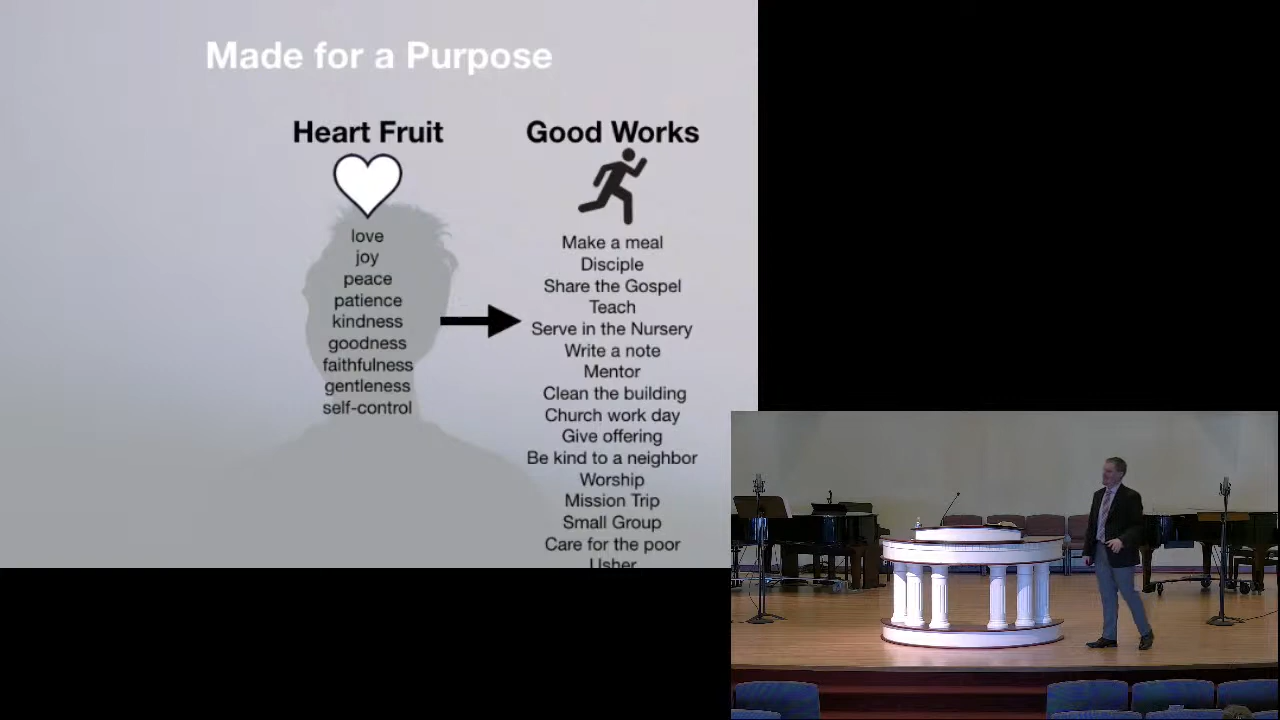 Made for a Purpose
Heart Fruit
love
joy
peace
patience
kindness
goodness
faithfulness
gentleness
self-control
Good Works
Make a meal
Disciple
Share the Gospel
Teach
Serve in the Nursery
Write a note
Mentor
Clean the building
Church work day
Give offering
Be kind to a neighbor
Worship
Mission Trip
Small Group
Care for the poor
Usher